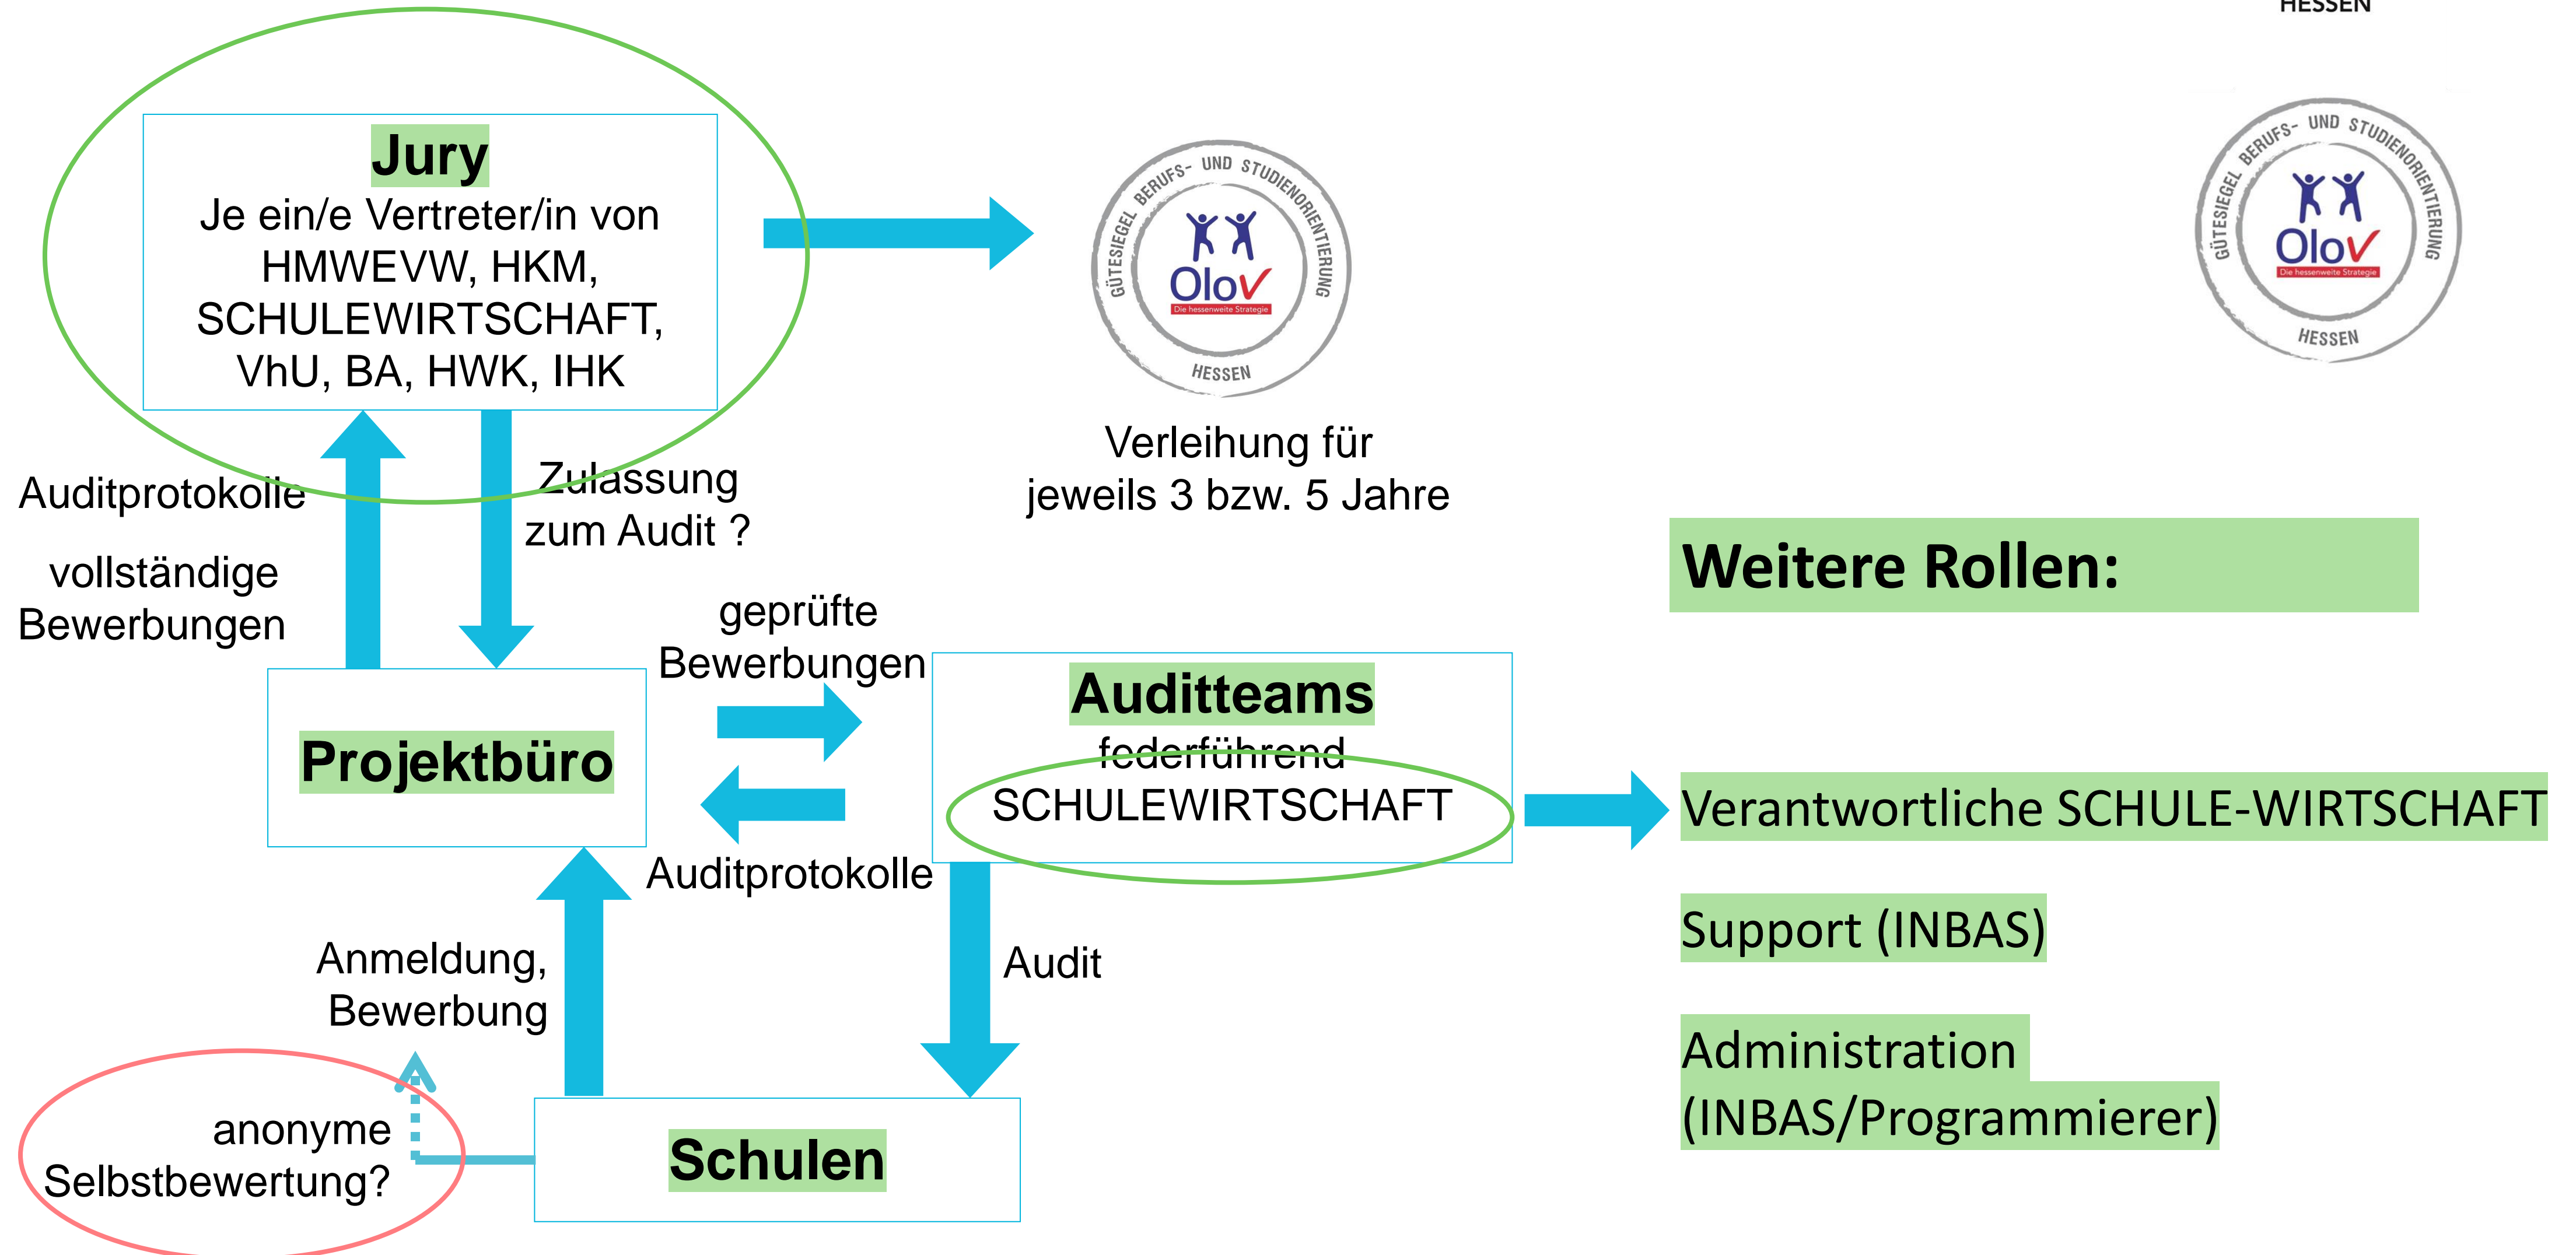 HESSEN
Jury
Je ein/e Vertreter/in von
HMWEVW, HKM,
SCHULEWIRTSCHAFT,
VhU, BA, HWK, IHK
GÜTESIEGEL BERUFS- UND STUDIENORIENTIERUNG
OloV
Die hessenweite Strategie
HESSEN
GÜTESIEGEL BERUFS- UND STUDIENORIENTIERUNG
OloV
Die hessenweite Strategie
HESSEN
Verleihung für
jeweils 3 bzw. 5 Jahre
Auditprotokolle
vollständige
Bewerbungen
Zulassung
zum Audit ?
geprüfte
Bewerbungen
Projektbüro
Auditteams
federführend
SCHULEWIRTSCHAFT
Auditprotokolle
Anmeldung,
Bewerbung
Audit
anonyme
Selbstbewertung?
Schulen
Weitere Rollen:
Verantwortliche SCHULE-WIRTSCHAFT
Support (INBAS)
Administration
(INBAS/Programmierer)